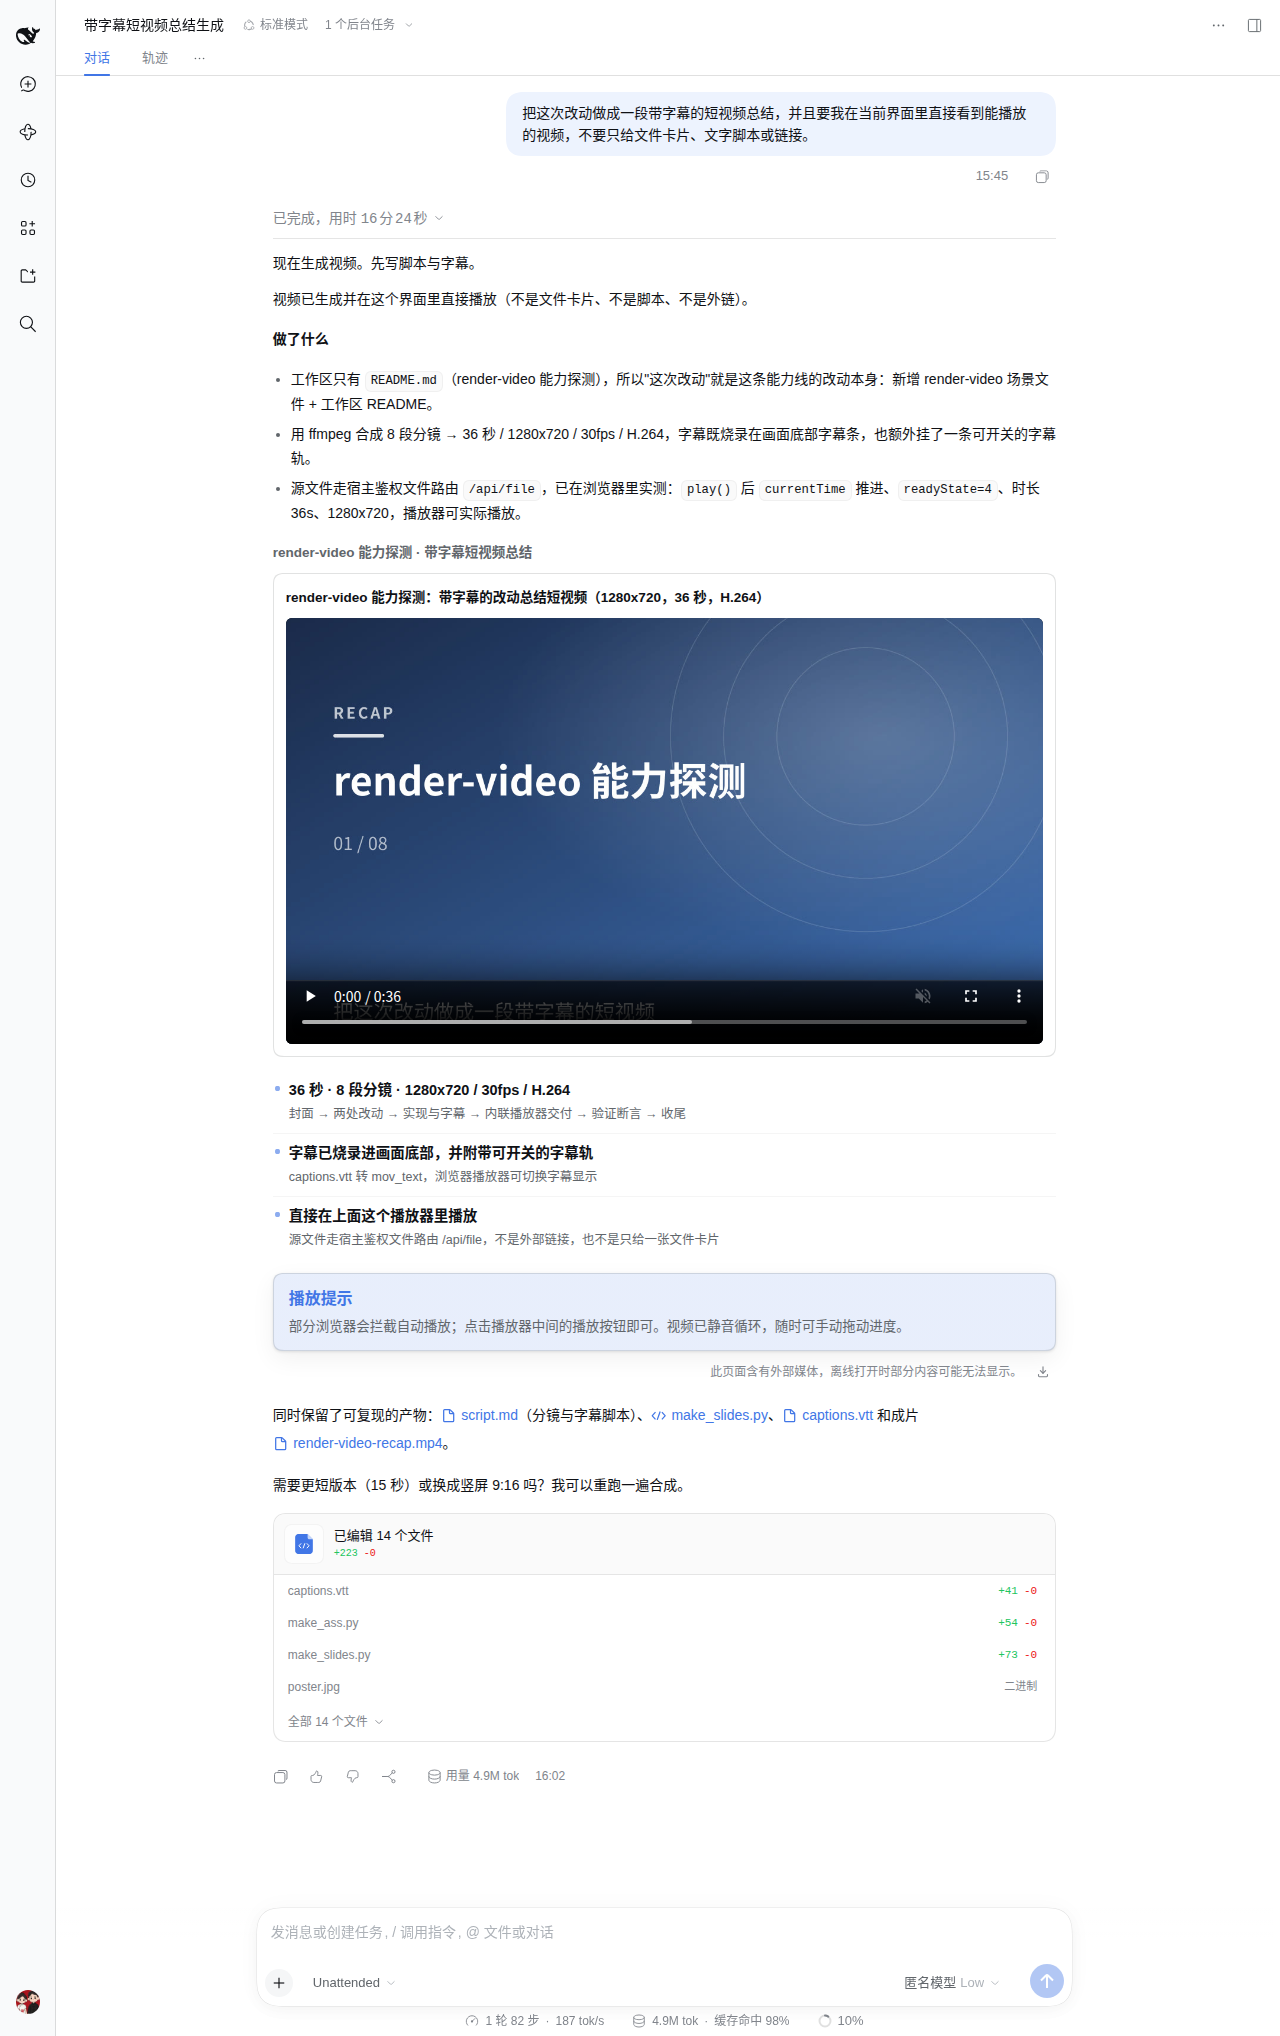 带字幕短视频总结生成
标准模式
1 个后台任务
对话
轨迹
把这次改动做成一段带字幕的短视频总结，并且要我在当前界面里直接看到能播放
的视频，不要只给文件卡片、文字脚本或链接。
15:45
已完成，用时 16分24秒
现在生成视频。先写脚本与字幕。
视频已生成并在这个界面里直接播放（不是文件卡片、不是脚本、不是外链）。
做了什么
工作区只有 README.md（render-video 能力探测），所以"这次改动"就是这条能力线的改动本身：新增 render-video 场景文
件 + 工作区 README。
用 ffmpeg 合成 8 段分镜 → 36 秒 / 1280x720 / 30fps / H.264，字幕既烧录在画面底部字幕条，也额外挂了一条可开关的字幕
轨。
源文件走宿主鉴权文件路由 /api/file，已在浏览器里实测：play() 后 currentTime 推进、readyState=4、时长
36s、1280x720，播放器可实际播放。
render-video 能力探测 · 带字幕短视频总结
render-video 能力探测：带字幕的改动总结短视频（1280x720，36 秒，H.264）
RECAP
render-video 能力探测
01 / 08
0:00 / 0:36
把这次改动做成一段带字幕的短视频
36 秒 · 8 段分镜 · 1280x720 / 30fps / H.264
封面 → 两处改动 → 实现与字幕 → 内联播放器交付 → 验证断言 → 收尾
字幕已烧录进画面底部，并附带可开关的字幕轨
captions.vtt 转 mov_text，浏览器播放器可切换字幕显示
直接在上面这个播放器里播放
源文件走宿主鉴权文件路由 /api/file，不是外部链接，也不是只给一张文件卡片
播放提示
部分浏览器会拦截自动播放；点击播放器中间的播放按钮即可。视频已静音循环，随时可手动拖动进度。
此页面含有外部媒体，离线打开时部分内容可能无法显示。
同时保留了可复现的产物：script.md（分镜与字幕脚本）、make_slides.py、captions.vtt 和成片
render-video-recap.mp4。
需要更短版本（15 秒）或换成竖屏 9:16 吗？我可以重跑一遍合成。
已编辑 14 个文件
+223 -0
captions.vtt +41 -0
make_ass.py +54 -0
make_slides.py +73 -0
poster.jpg 二进制
全部 14 个文件
用量 4.9M tok 16:02
发消息或创建任务, / 调用指令, @ 文件或对话
Unattended
匿名模型 Low
1 轮 82 步 · 187 tok/s 4.9M tok · 缓存命中 98% 10%